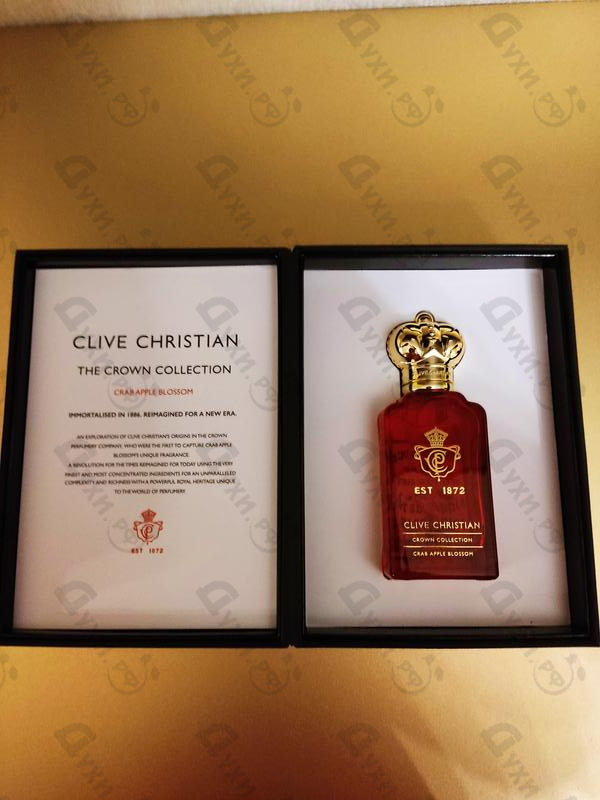 CLIVE CHRISTIAN
THE CROWN COLLECTION
CRAB APPLE BLOSSOM
IMMORTALISED IN 1886. REIMAGINED FOR A NEW ERA.
AN EXPLORATION OF CLIVE CHRISTIAN'S ORIGINS IN THE CROWN
PERFUMERY COMPANY, WHO WERE THE FIRST TO CAPTURE CRAB APPLE
BLOSSOM'S UNIQUE FRAGRANCE.
A REVOLUTION FOR THE TIMES REIMAGINED FOR TODAY USING THE VERY
FINEST AND MOST CONCENTRATED INGREDIENTS FOR AN UNPARALLELED
COMPLEXITY AND RICHNESS WITH A POWERFUL ROYAL HERITAGE UNIQUE
TO THE WORLD OF PERFUMERY.
EST 1872
EST 1872
CLIVE CHRISTIAN
CROWN COLLECTION
CRAB APPLE BLOSSOM
Духи.рф